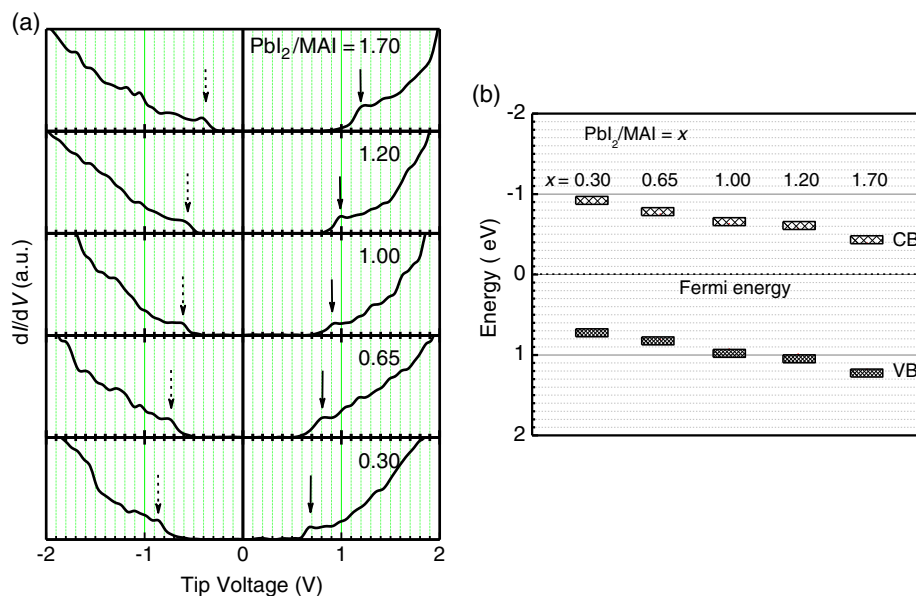 (a)
PbI2/MAI = 1.70
1.20
1.00
0.65
0.30
dI/dV (a.u.)
-2 -1 0 1 2
Tip Voltage (V)
(b)
-2
-1
0
1
2
Energy ( eV)
PbI2/MAI = x
x = 0.30 0.65 1.00 1.20 1.70
CB
Fermi energy
VB